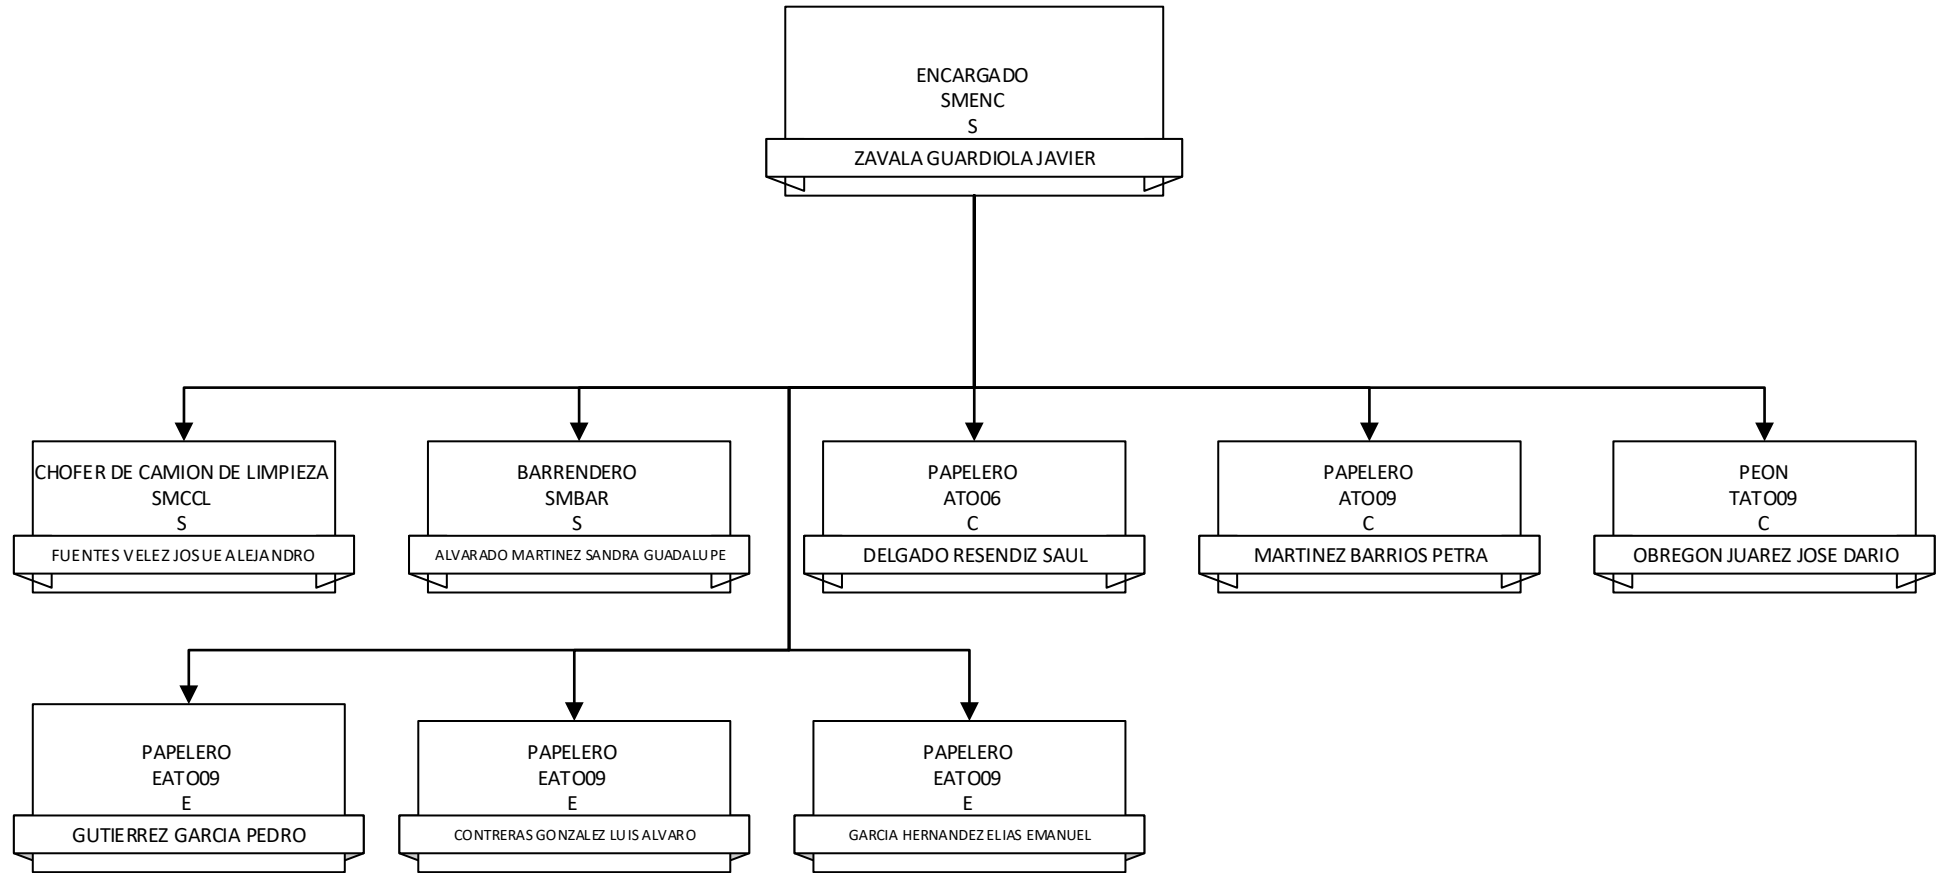 ENCARGADO
SMENC
S
ZAVALA GUARDIOLA JAVIER
CHOFER DE CAMION DE LIMPIEZA
SMCCL
S
FUENTES VELEZ JOSUE ALEJANDRO
BARRENDERO
SMBAR
S
ALVARADO MARTINEZ SANDRA GUADALUPE
PAPELERO
ATO06
C
DELGADO RESENDIZ SAUL
PAPELERO
ATO09
C
MARTINEZ BARRIOS PETRA
PEON
TATO09
C
OBREGON JUAREZ JOSE DARIO
PAPELERO
EATO09
E
GUTIERREZ GARCIA PEDRO
PAPELERO
EATO09
E
CONTRERAS GONZALEZ LUIS ALVARO
PAPELERO
EATO09
E
GARCIA HERNANDEZ ELIAS EMANUEL